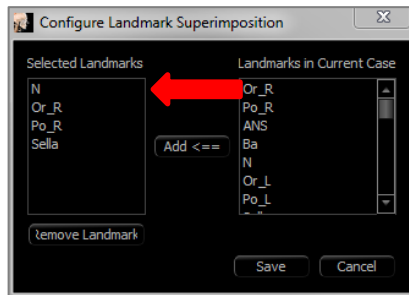 Configure Landmark Superimposition
Selected Landmarks
N
Or_R
Po_R
Sella
Remove Landmark
Add <==
Landmarks in Current Case
Or_R
Po_R
ANS
Ba
N
Or_L
Po_L
Save
Cancel